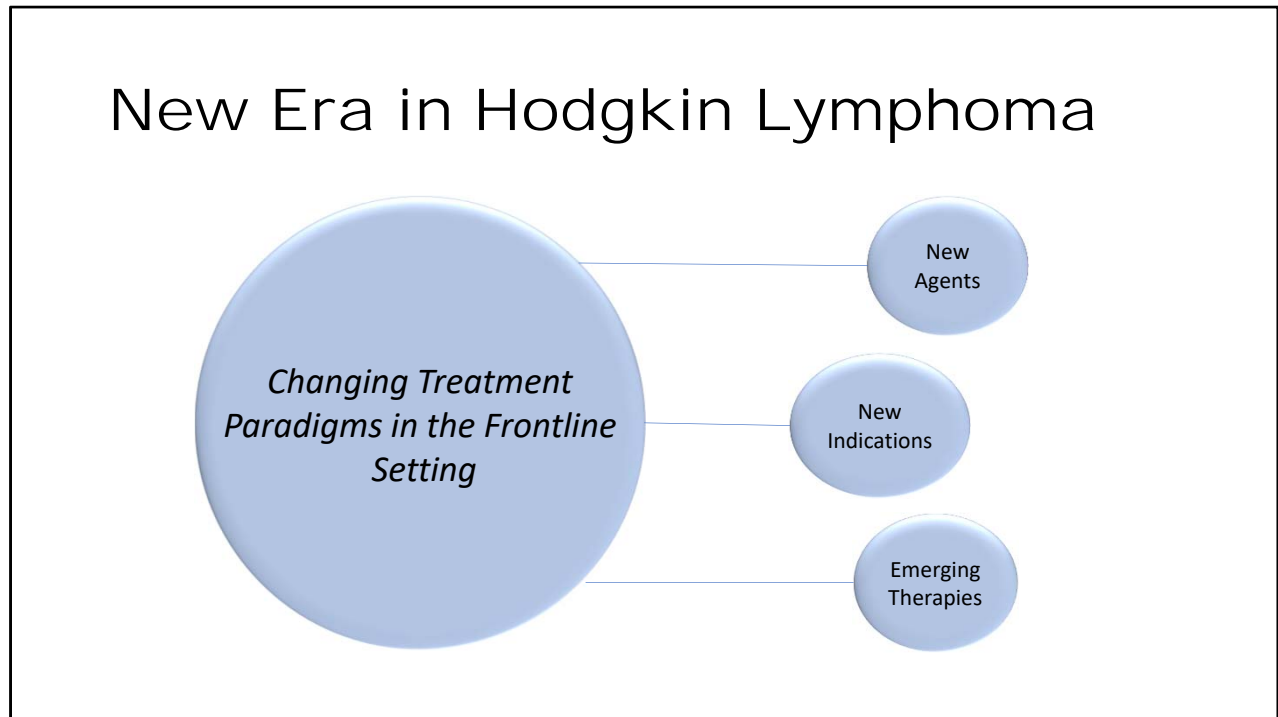 New Era in Hodgkin Lymphoma
Changing Treatment
Paradigms in the Frontline
Setting
New
Agents
New
Indications
Emerging
Therapies